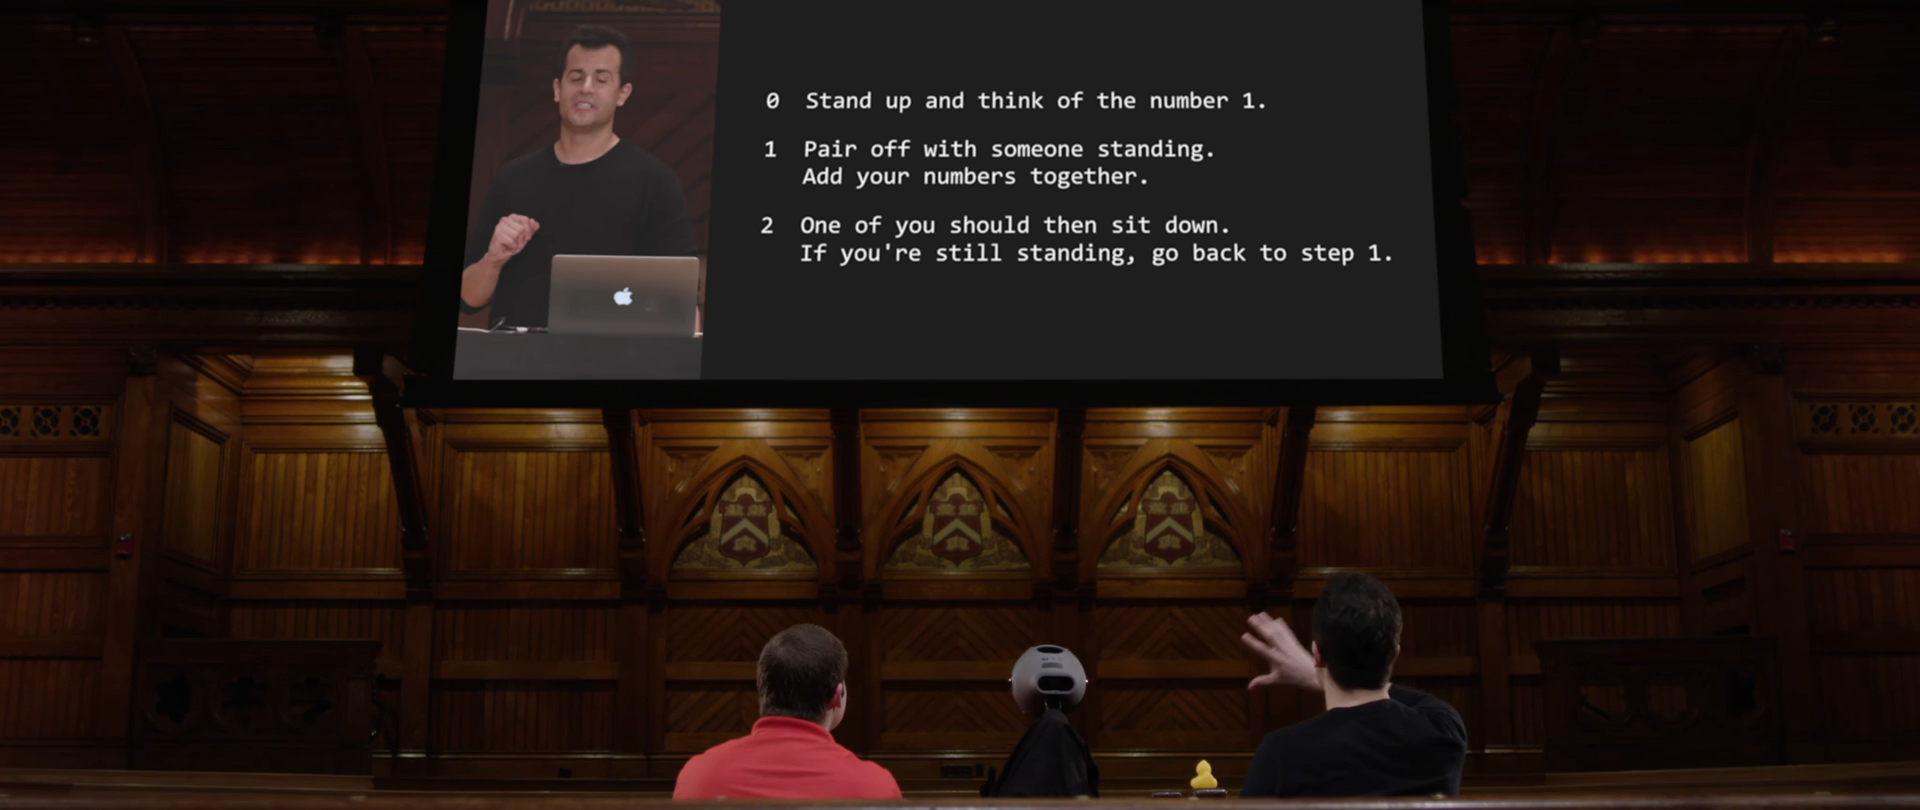 0 Stand up and think of the number 1.
1 Pair off with someone standing.
Add your numbers together.
2 One of you should then sit down.
If you're still standing, go back to step 1.